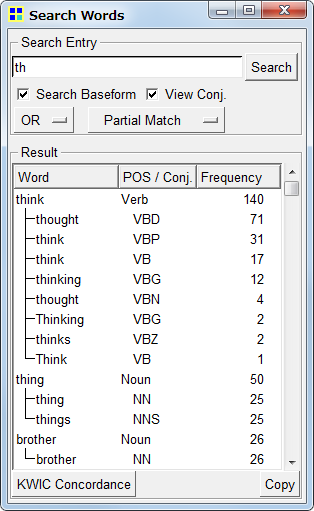 Search Words
Search Entry
th
Search
Search Baseform View Conj.
OR Partial Match
Result
Word POS / Conj. Frequency
think Verb 140
thought VBD 71
think VBP 31
think VB 17
thinking VBG 12
thought VBN 4
Thinking VBG 2
thinks VBZ 2
Think VB 1
thing Noun 50
thing NN 25
things NNS 25
brother Noun 26
brother NN 26
KWIC Concordance Copy